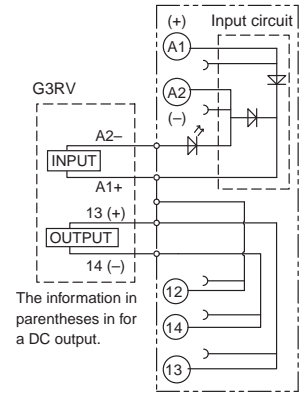 (+)
Input circuit
A1
G3RV
A2
(–)
A2–
INPUT
A1+
13 (+)
OUTPUT
14 (–)
The information in
parentheses in for
a DC output.
12
14
13